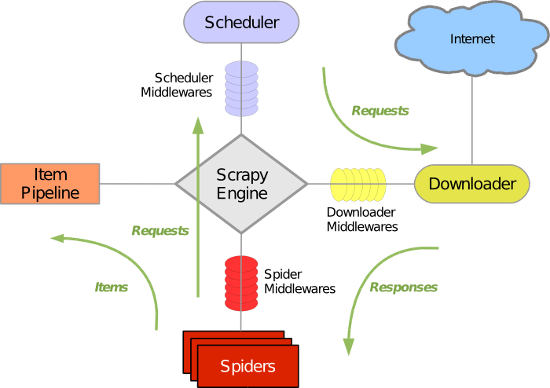 Scheduler
Internet
Scheduler
Middlewares
Requests
Item
Pipeline
Scrapy
Engine
Downloader
Downloader
Middlewares
Requests
Spider
Middlewares
Items
Responses
Spiders